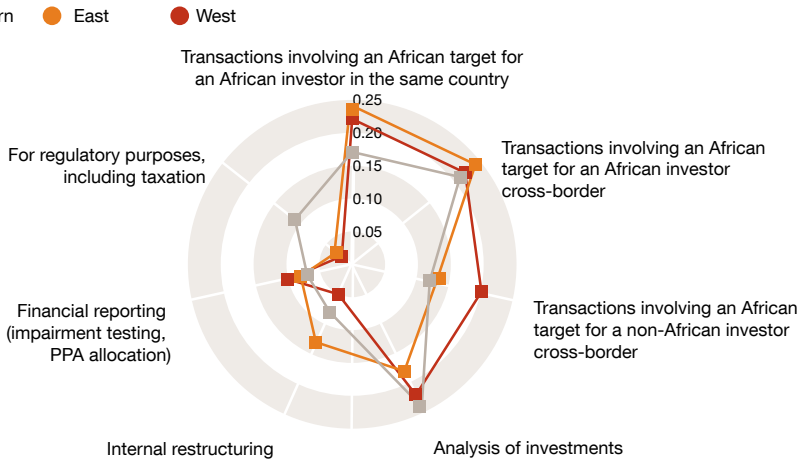 rn East West
Transactions involving an African target for
an African investor in the same country
0.25
0.20
0.15
0.10
0.05
Transactions involving an African
target for an African investor
cross-border
For regulatory purposes,
including taxation
Transactions involving an African
target for a non-African investor
cross-border
Financial reporting
(impairment testing,
PPA allocation)
Internal restructuring
Analysis of investments